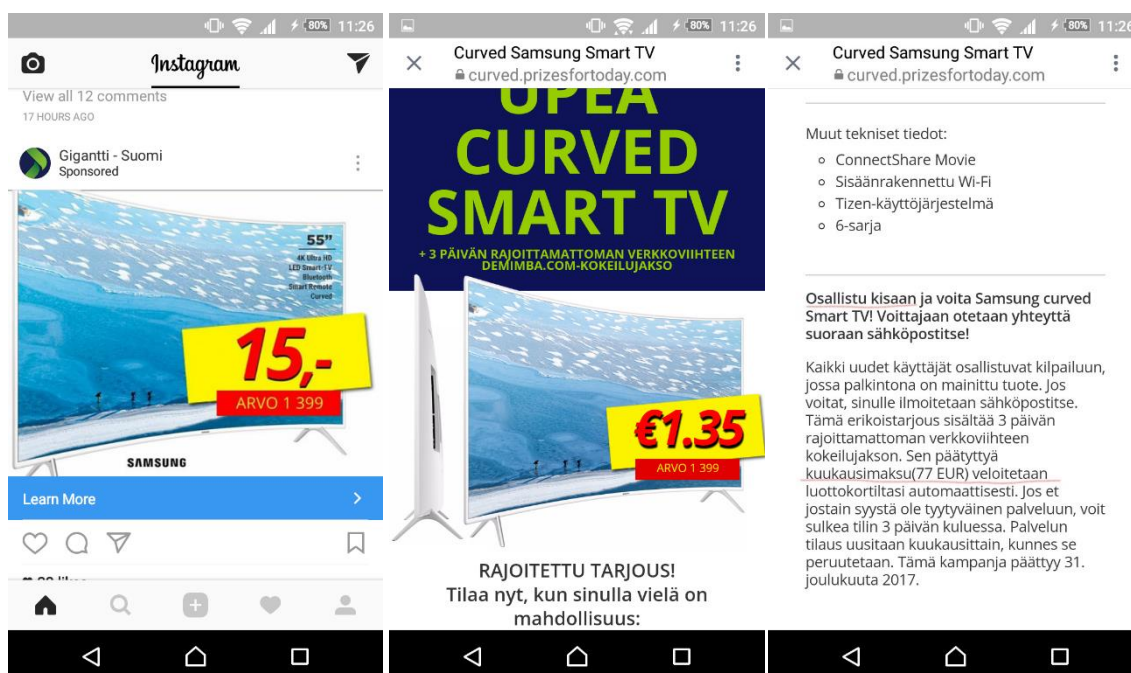 80% 11:26
Instagram
View all 12 comments
17 HOURS AGO
Gigantti - Suomi
Sponsored
55"
4K Ultra HD
LED Smart-TV
Bluetooth
Smart Remote
Curved
15,-
ARVO 1 399
SAMSUNG
Learn More
80% 11:26
Curved Samsung Smart TV
curved.prizesfortoday.com
UPEA
CURVED
SMART TV
+ 3 PÄIVÄN RAJOITTAMATTOMAN VERKKOVIIHTEEN
DEMIMBA.COM-KOKEILUJAKSO
€1.35
ARVO 1 399
RAJOITETTU TARJOUS!
Tilaa nyt, kun sinulla vielä on
mahdollisuus:
80% 11:26
Curved Samsung Smart TV
curved.prizesfortoday.com
Muut tekniset tiedot:
ConnectShare Movie
Sisäänrakennettu Wi-Fi
Tizen-käyttöjärjestelmä
6-sarja
Osallistu kisaan ja voita Samsung curved
Smart TV! Voittajaan otetaan yhteyttä
suoraan sähköpostitse!
Kaikki uudet käyttäjät osallistuvat kilpailuun,
jossa palkintona on mainittu tuote. Jos
voitat, sinulle ilmoitetaan sähköpostitse.
Tämä erikoistarjous sisältää 3 päivän
rajoittamattoman verkkoviihteen
kokeilujakson. Sen päätyttyä
kuukausimaksu(77 EUR) veloitetaan
luottokortiltasi automaattisesti. Jos et
jostain syystä ole tyytyväinen palveluun, voit
sulkea tilin 3 päivän kuluessa. Palvelun
tilaus uusitaan kuukausittain, kunnes se
peruutetaan. Tämä kampanja päättyy 31.
joulukuuta 2017.